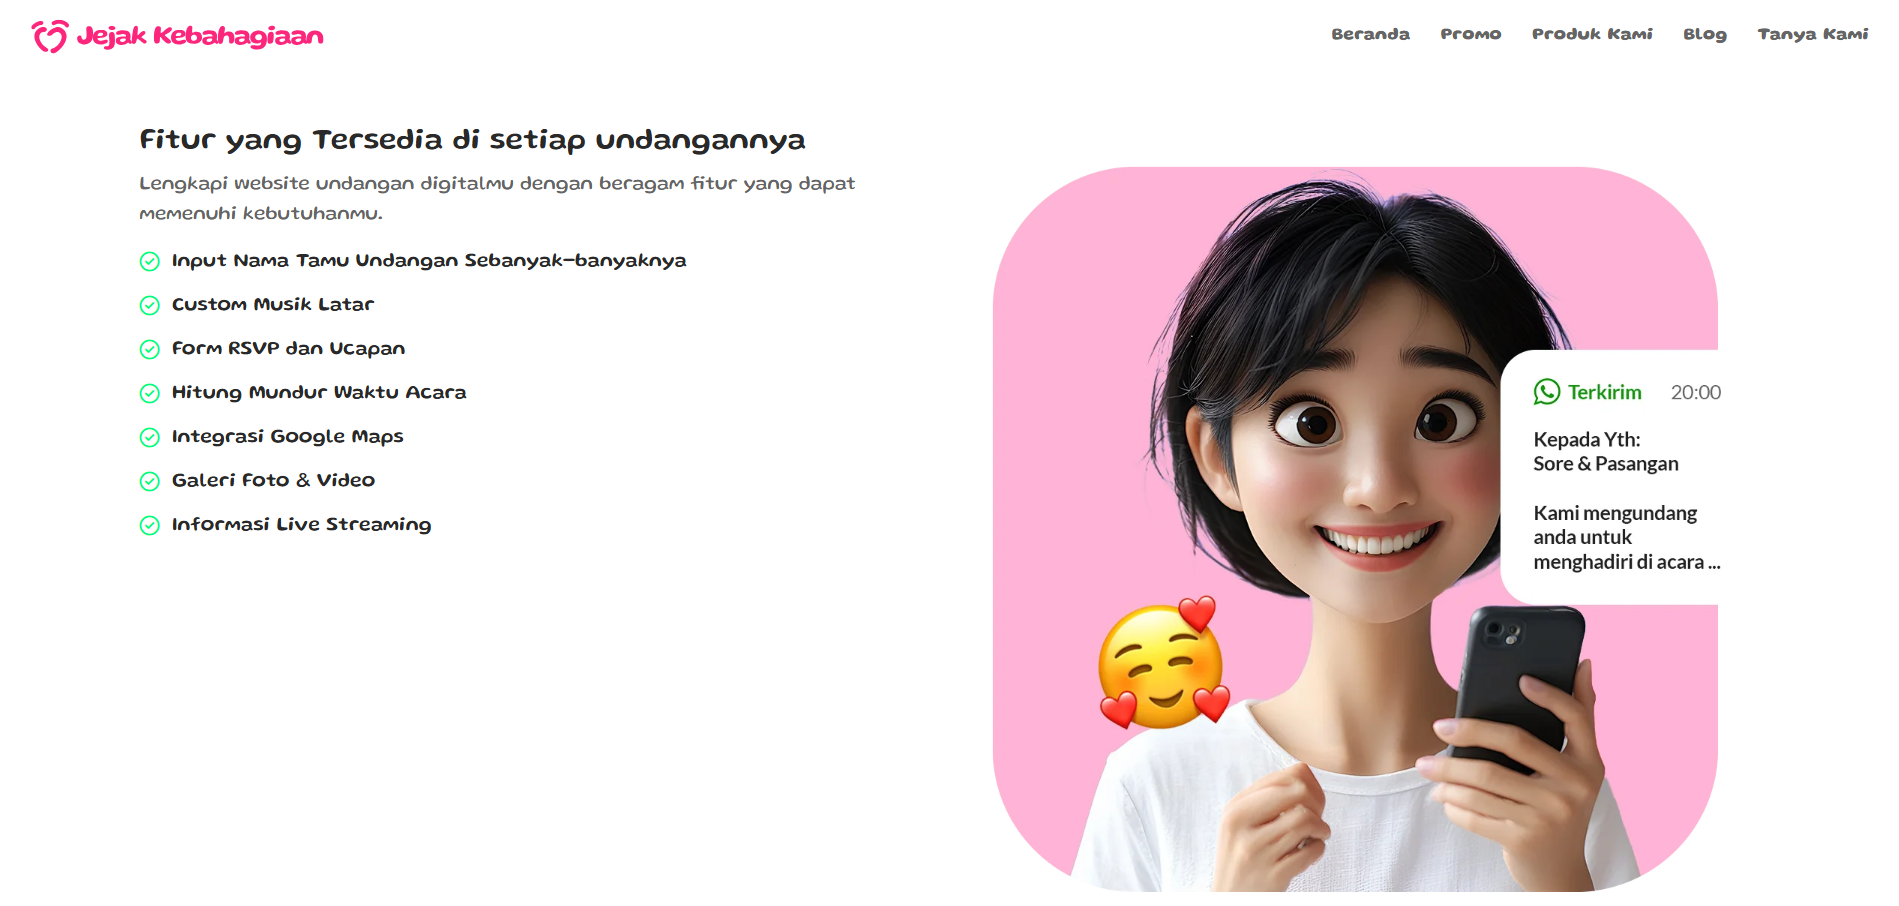 Jejak Kebahagiaan
Beranda
Promo
Produk Kami
Blog
Tanya Kami
Fitur yang Tersedia di setiap undangannya
Lengkapi website undangan digitalmu dengan beragam fitur yang dapat
memenuhi kebutuhanmu.
Input Nama Tamu Undangan Sebanyak-banyaknya
Custom Musik Latar
Form RSVP dan Ucapan
Hitung Mundur Waktu Acara
Integrasi Google Maps
Galeri Foto & Video
Informasi Live Streaming
Terkirim 20:00
Kepada Yth:
Sore & Pasangan
Kami mengundang
anda untuk
menghadiri di acara ...